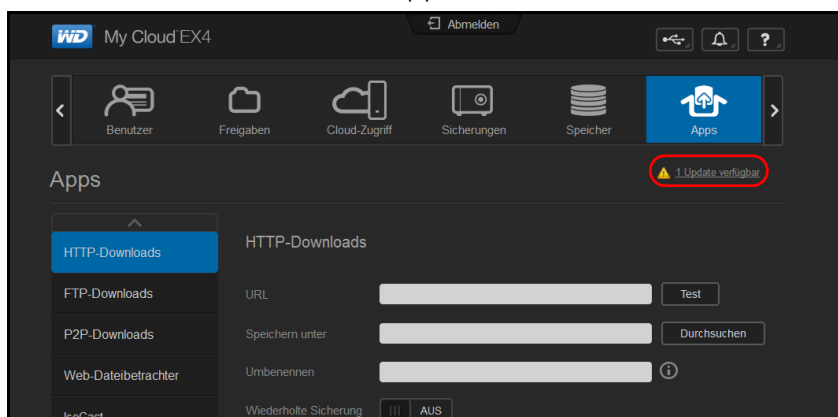 WD My Cloud EX4
Abmelden
?
Benutzer
Freigaben
Cloud-Zugriff
Sicherungen
Speicher
Apps
Apps
1 Update verfügbar
HTTP-Downloads
FTP-Downloads
P2P-Downloads
Web-Dateibetrachter
HTTP-Downloads
URL
Test
Speichern unter
Durchsuchen
Umbenennen
Wiederholte Sicherung
AUS